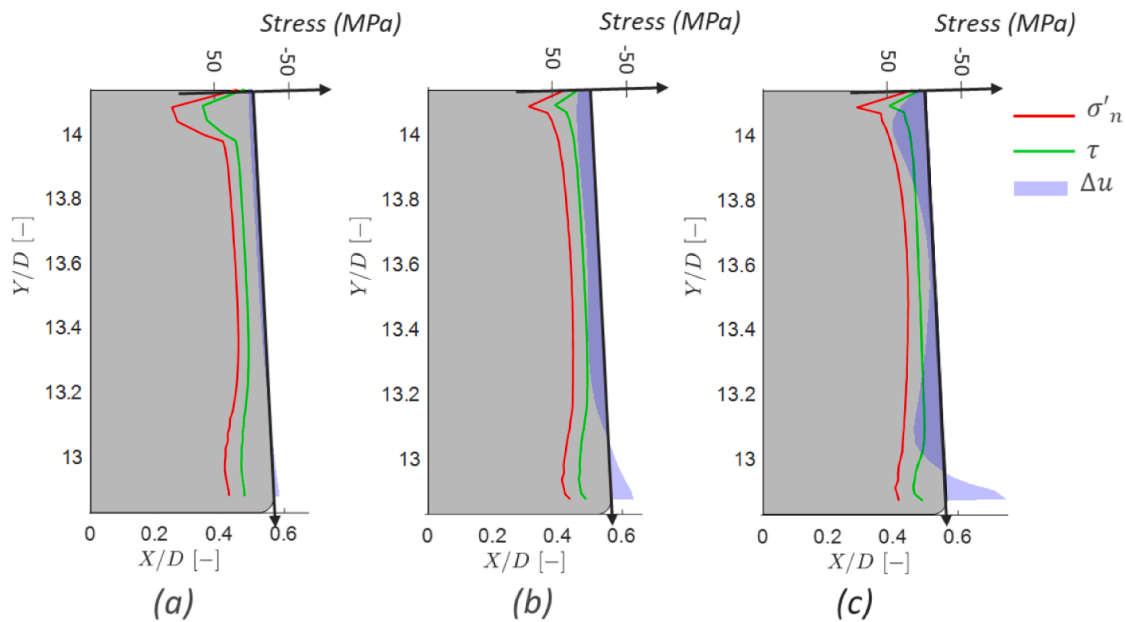 Stress (MPa) Stress (MPa) Stress (MPa)
50 -50 50 -50 50 -50
σ′n
τ
Δu
14 14 14
13.8 13.8 13.8
13.6 13.6 13.6
Y/D [−] Y/D [−] Y/D [−]
13.4 13.4 13.4
13.2 13.2 13.2
13 13 13
0 0.2 0.4 0.6 0 0.2 0.4 0.6 0 0.2 0.4 0.6
X/D [−] X/D [−] X/D [−]
(a) (b) (c)